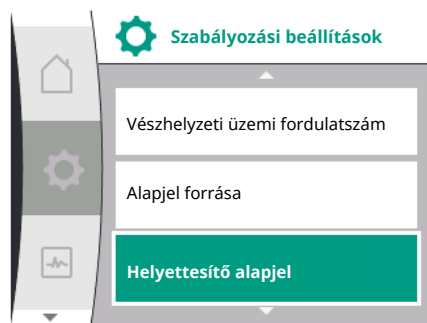 Szabályozási beállítások
Vészhelyzeti üzemi fordulatszám
Alapjel forrása
Helyettesítő alapjel